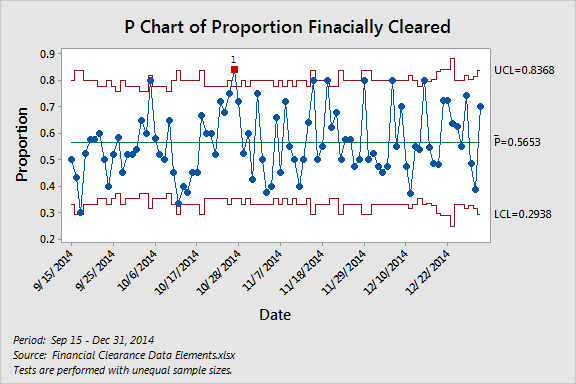 P Chart of Proportion Finacially Cleared
0.9
0.8
0.7
0.6
0.5
0.4
0.3
0.2
Proportion
1
UCL=0.8368
P̅=0.5653
LCL=0.2938
9/15/2014
9/25/2014
10/6/2014
10/17/2014
10/28/2014
11/7/2014
11/18/2014
11/29/2014
12/10/2014
12/22/2014
Date
Period: Sep 15 - Dec 31, 2014
Source: Financial Clearance Data Elements.xlsx
Tests are performed with unequal sample sizes.